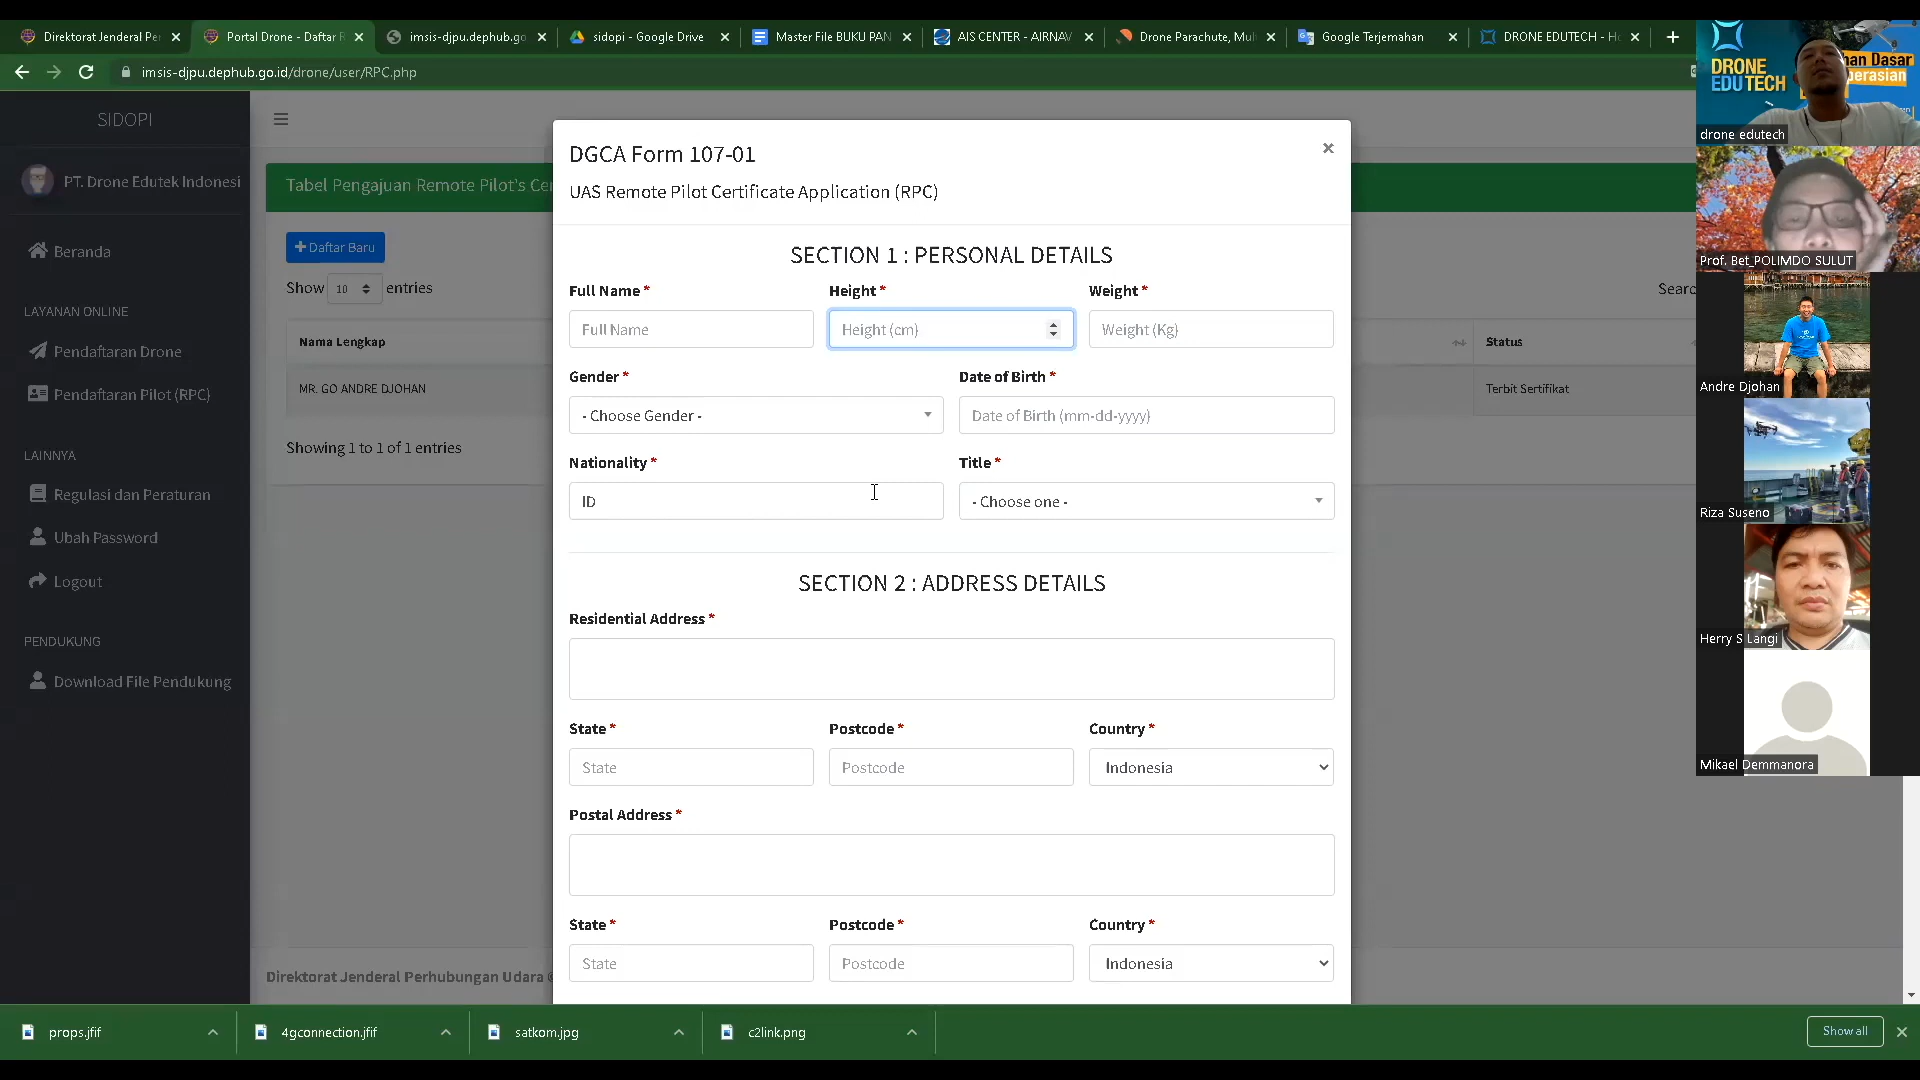 Direktorat Jenderal Pe
Portal Drone - Daftar R
imsis-djpu.dephub.go
sidopi - Google Drive
Master File BUKU PAN
AIS CENTER - AIRNAV
Drone Parachute, Mul
Google Terjemahan
DRONE EDUTECH - H
imsis-djpu.dephub.go.id/drone/user/RPC.php
SIDOPI
PT. Drone Edutek Indonesi
Beranda
LAYANAN ONLINE
Pendaftaran Drone
Pendaftaran Pilot (RPC)
LAINNYA
Regulasi dan Peraturan
Ubah Password
Logout
PENDUKUNG
Download File Pendukung
Tabel Pengajuan Remote Pilot's Ce
Daftar Baru
Show 10 entries
Searc
Nama Lengkap
Status
MR. GO ANDRE DJOHAN
Terbit Sertifikat
Showing 1 to 1 of 1 entries
Direktorat Jenderal Perhubungan Udara ©
DGCA Form 107-01
UAS Remote Pilot Certificate Application (RPC)
SECTION 1 : PERSONAL DETAILS
Full Name * Height * Weight *
Full Name Height (cm) Weight (Kg)
Gender * Date of Birth *
- Choose Gender - Date of Birth (mm-dd-yyyy)
Nationality * Title *
ID - Choose one -
SECTION 2 : ADDRESS DETAILS
Residential Address *
State * Postcode * Country *
State Postcode Indonesia
Postal Address *
State * Postcode * Country *
State Postcode Indonesia
DRONE
EDUTECH
han Dasar
perasian
drone edutech
Prof. Bet_POLIMDO SULUT
Andre Djohan
Riza Suseno
Herry S Langi
Mikael Demmanora
props.jfif
4gconnection.jfif
satkom.jpg
c2link.png
Show all